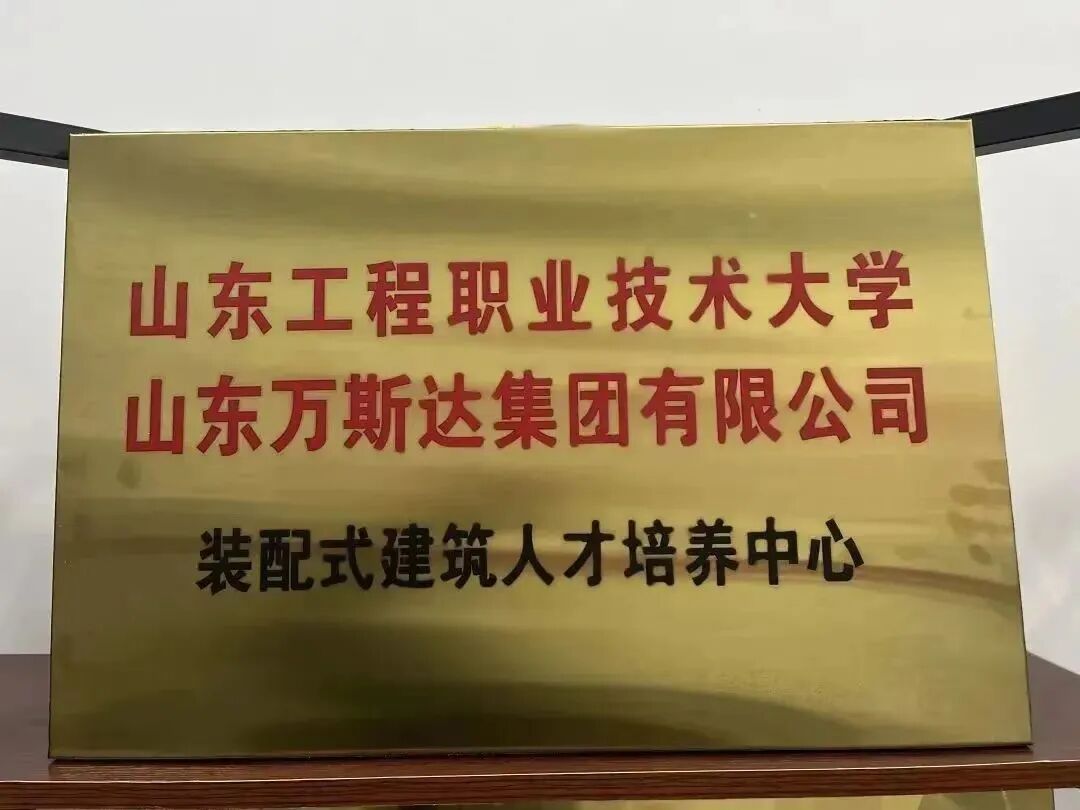 山东工程职业技术大学
山东万斯达集团有限公司
装配式建筑人才培养中心